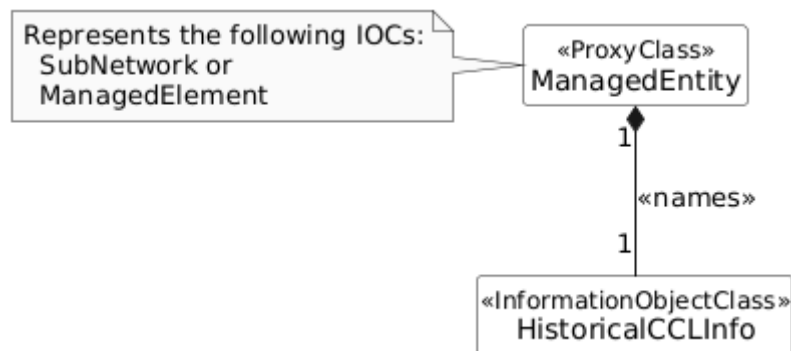 Represents the following IOCs:
SubNetwork or
ManagedElement
«ProxyClass»
ManagedEntity
1
«names»
1
«InformationObjectClass»
HistoricalCCLInfo